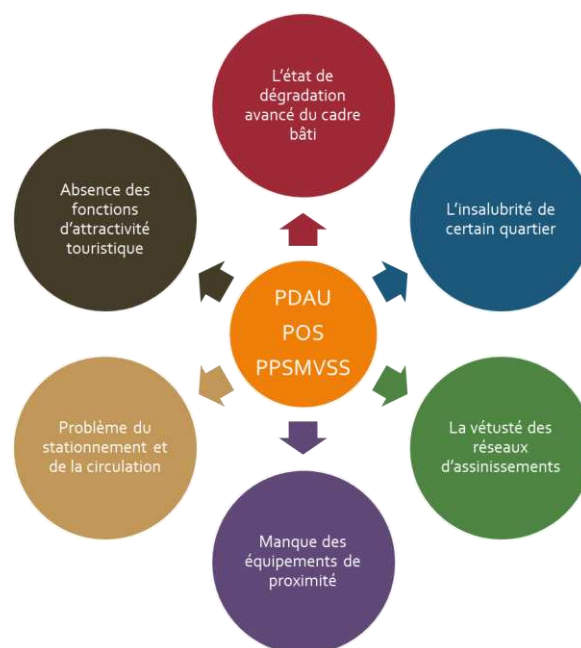 L'état de
dégradation
avancé du cadre
bâti
Absence des
fonctions
d'attractivité
touristique
L'insalubrité de
certain quartier
PDAU
POS
PPSMVSS
Problème du
stationnement et
de la circulation
La vétusté des
réseaux
d'assinissements
Manque des
équipements de
proximité